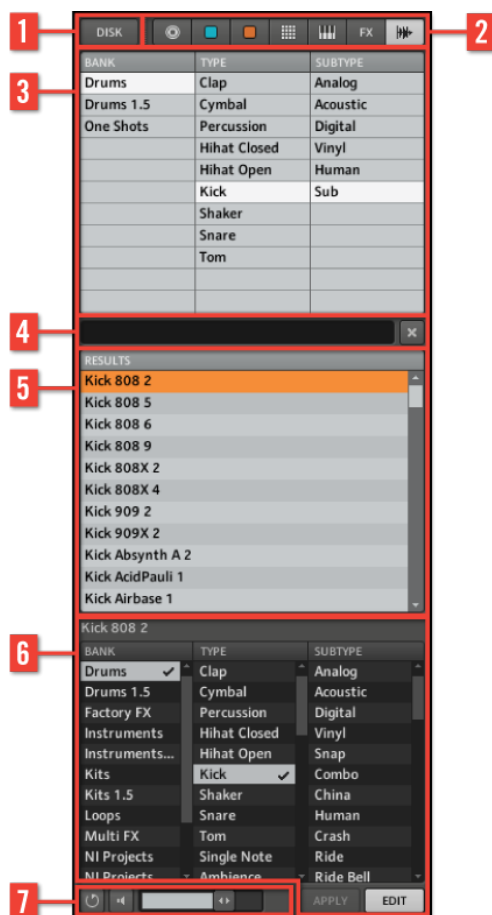 1 DISK FX 2
3
BANK TYPE SUBTYPE
Drums Clap Analog
Drums 1.5 Cymbal Acoustic
One Shots Percussion Digital
Hihat Closed Vinyl
Hihat Open Human
Kick Sub
Shaker
Snare
Tom
4
5
RESULTS
Kick 808 2
Kick 808 5
Kick 808 6
Kick 808 9
Kick 808X 2
Kick 808X 4
Kick 909 2
Kick 909X 2
Kick Absynth A 2
Kick AcidPauli 1
Kick Airbase 1
6
Kick 808 2
BANK TYPE SUBTYPE
Drums Clap Analog
Drums 1.5 Cymbal Acoustic
Factory FX Percussion Digital
Instruments Hihat Closed Vinyl
Instruments... Hihat Open Snap
Kits Kick Combo
Kits 1.5 Shaker China
Loops Snare Human
Multi FX Tom Crash
NI Projects Single Note Ride
NI Projects Ambience Ride Bell
7 APPLY EDIT